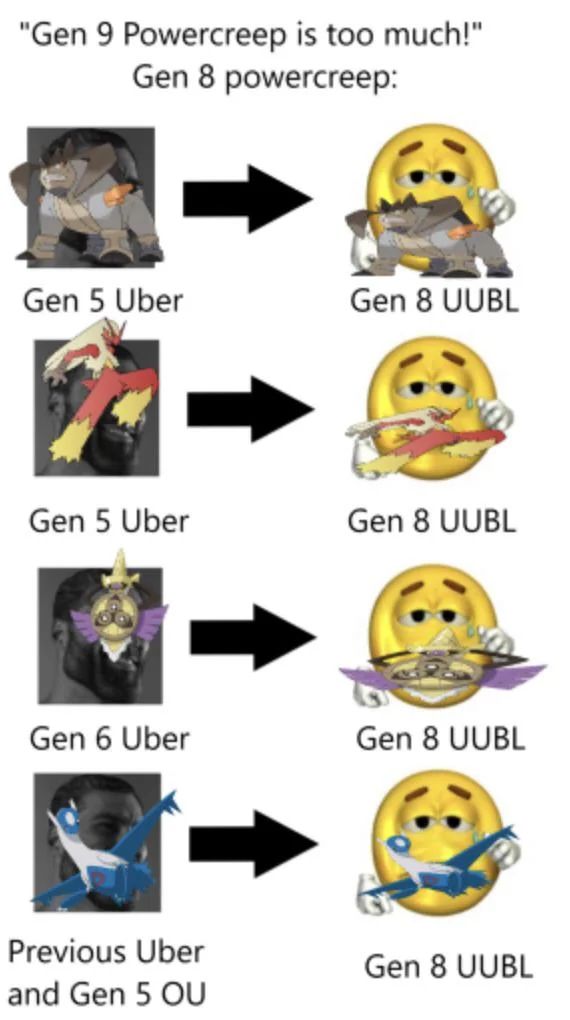 "Gen 9 Powercreep is too much!"
Gen 8 powercreep:
Gen 5 Uber
Gen 8 UUBL
Gen 5 Uber
Gen 8 UUBL
Gen 6 Uber
Gen 8 UUBL
Previous Uber
and Gen 5 OU
Gen 8 UUBL